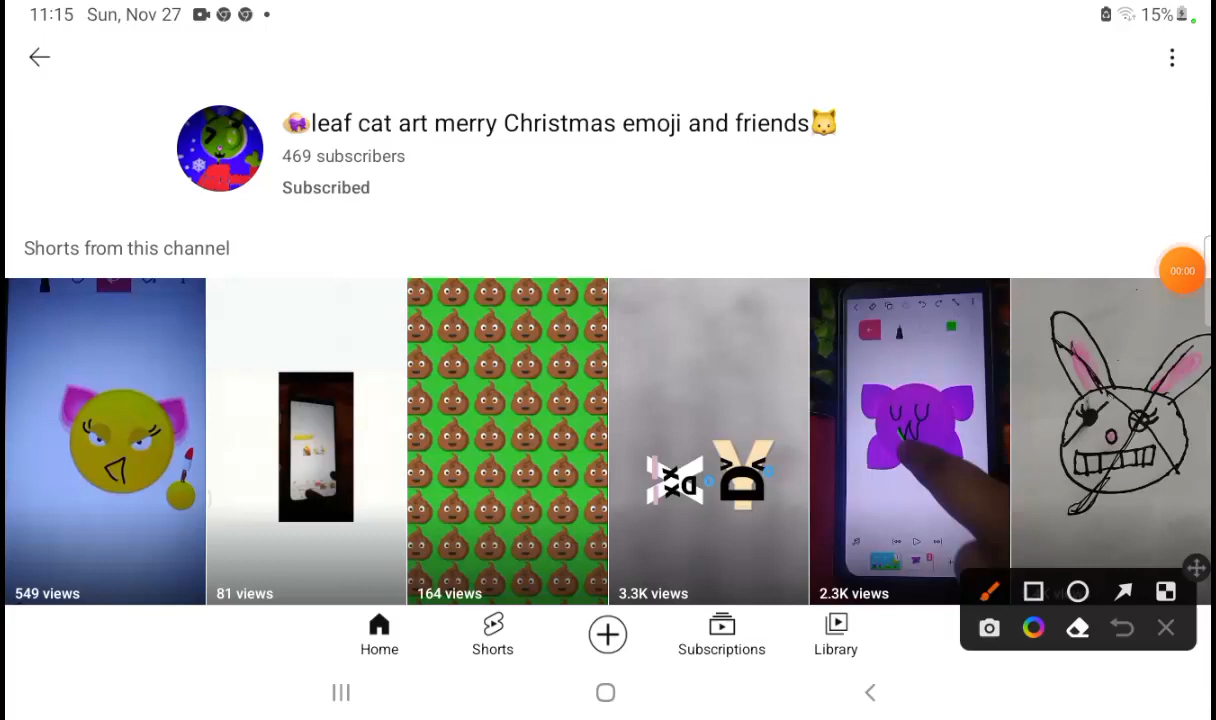 11:15 Sun, Nov 27
15%
leaf cat art merry Christmas emoji and friends
469 subscribers
Subscribed
Shorts from this channel
00:00
549 views
81 views
164 views
3.3K views
2.3K views
Home
Shorts
Subscriptions
Library